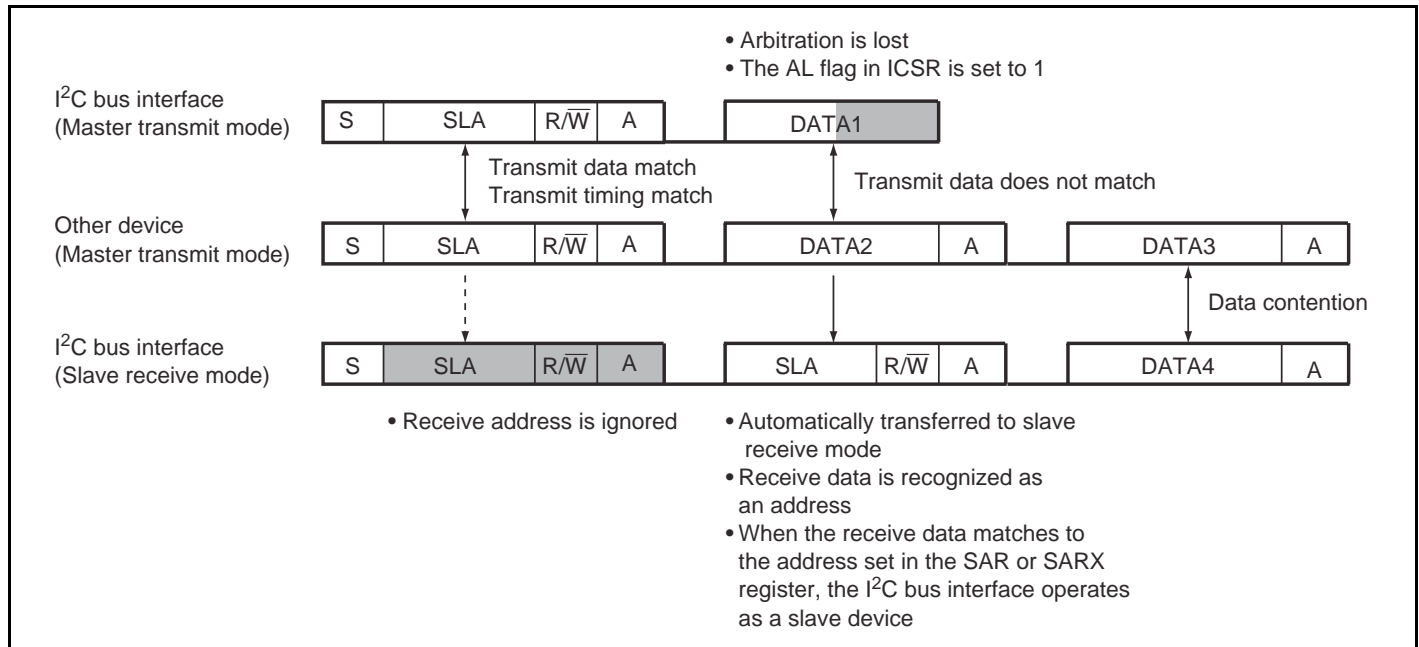 • Arbitration is lost
• The AL flag in ICSR is set to 1
I²C bus interface
(Master transmit mode)
S SLA R/W̅ A DATA1
Transmit data match
Transmit timing match
Transmit data does not match
Other device
(Master transmit mode)
S SLA R/W̅ A DATA2 A DATA3 A
Data contention
I²C bus interface
(Slave receive mode)
S SLA R/W̅ A SLA R/W̅ A DATA4 A
• Receive address is ignored
• Automatically transferred to slave
receive mode
• Receive data is recognized as
an address
• When the receive data matches to
the address set in the SAR or SARX
register, the I²C bus interface operates
as a slave device